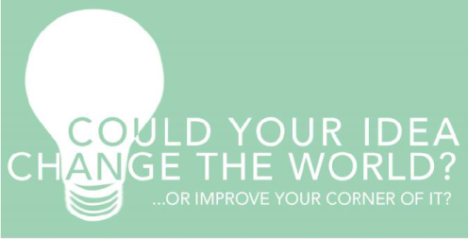 COULD YOUR IDEA
CHANGE THE WORLD?
...OR IMPROVE YOUR CORNER OF IT?